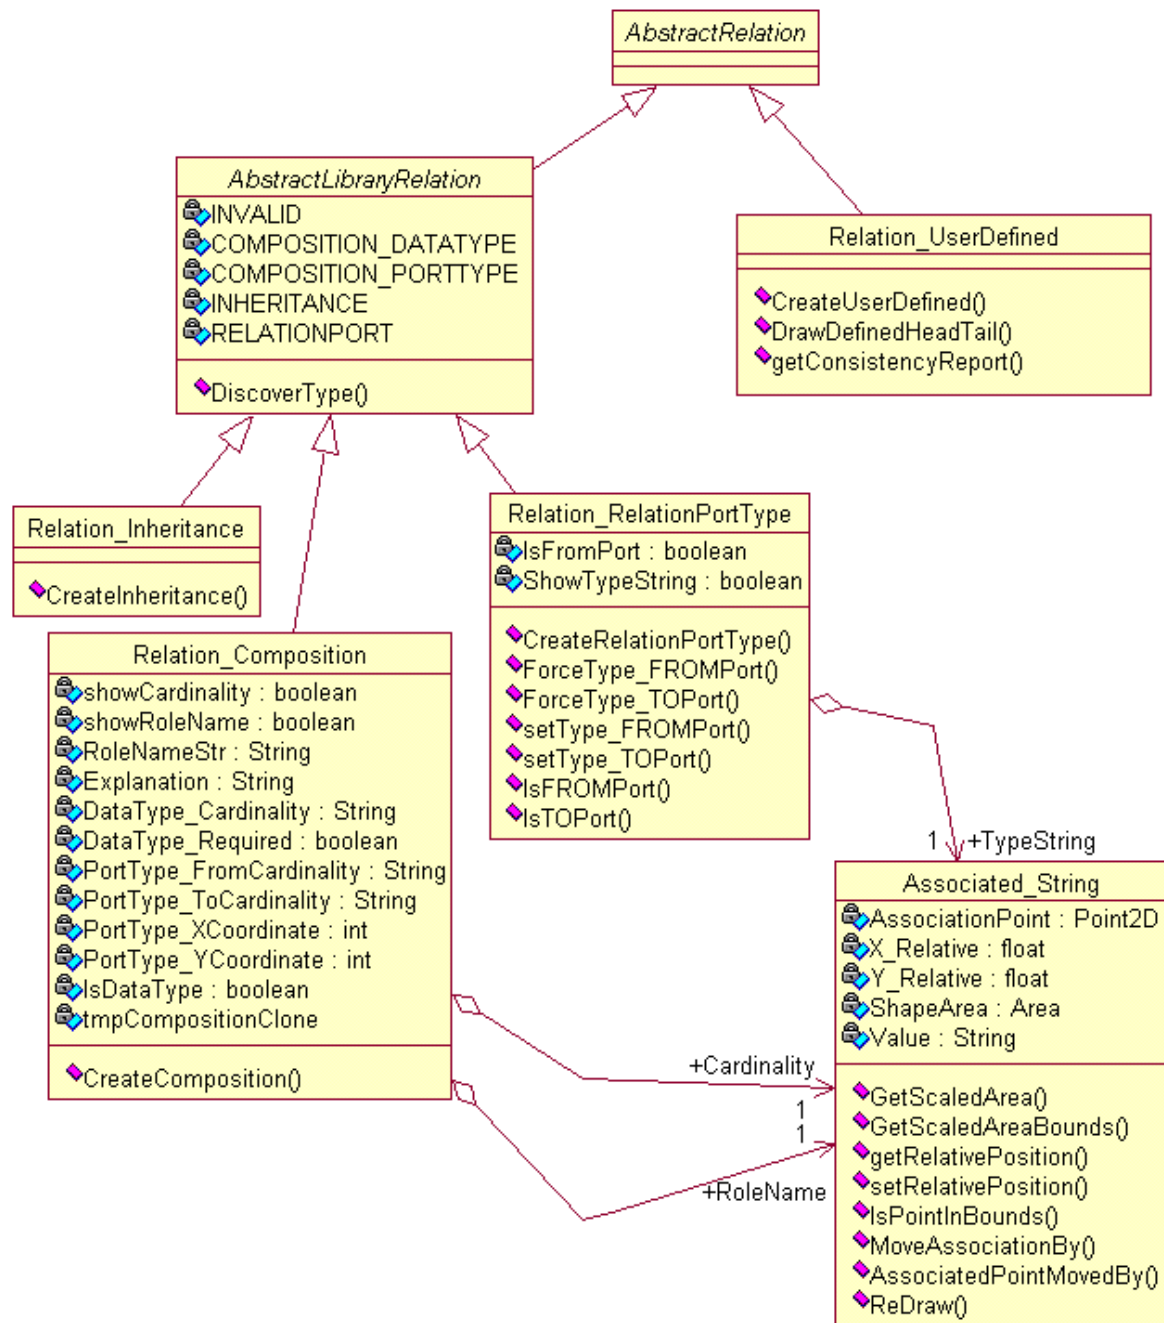 AbstractRelation
AbstractLibraryRelation
INVALID
COMPOSITION_DATATYPE
COMPOSITION_PORTTYPE
INHERITANCE
RELATIONPORT
DiscoverType()
Relation_UserDefined
CreateUserDefined()
DrawDefinedHeadTail()
getConsistencyReport()
Relation_Inheritance
CreateInheritance()
Relation_RelationPortType
IsFromPort : boolean
ShowTypeString : boolean
CreateRelationPortType()
ForceType_FROMPort()
ForceType_TOPort()
setType_FROMPort()
setType_TOPort()
IsFROMPort()
IsTOPort()
Relation_Composition
showCardinality : boolean
showRoleName : boolean
RoleNameStr : String
Explanation : String
DataType_Cardinality : String
DataType_Required : boolean
PortType_FromCardinality : String
PortType_ToCardinality : String
PortType_XCoordinate : int
PortType_YCoordinate : int
IsDataType : boolean
tmpCompositionClone
CreateComposition()
1 +TypeString
+Cardinality
1
1
+RoleName
Associated_String
AssociationPoint : Point2D
X_Relative : float
Y_Relative : float
ShapeArea : Area
Value : String
GetScaledArea()
GetScaledAreaBounds()
getRelativePosition()
setRelativePosition()
IsPointInBounds()
MoveAssociationBy()
AssociatedPointMovedBy()
ReDraw()